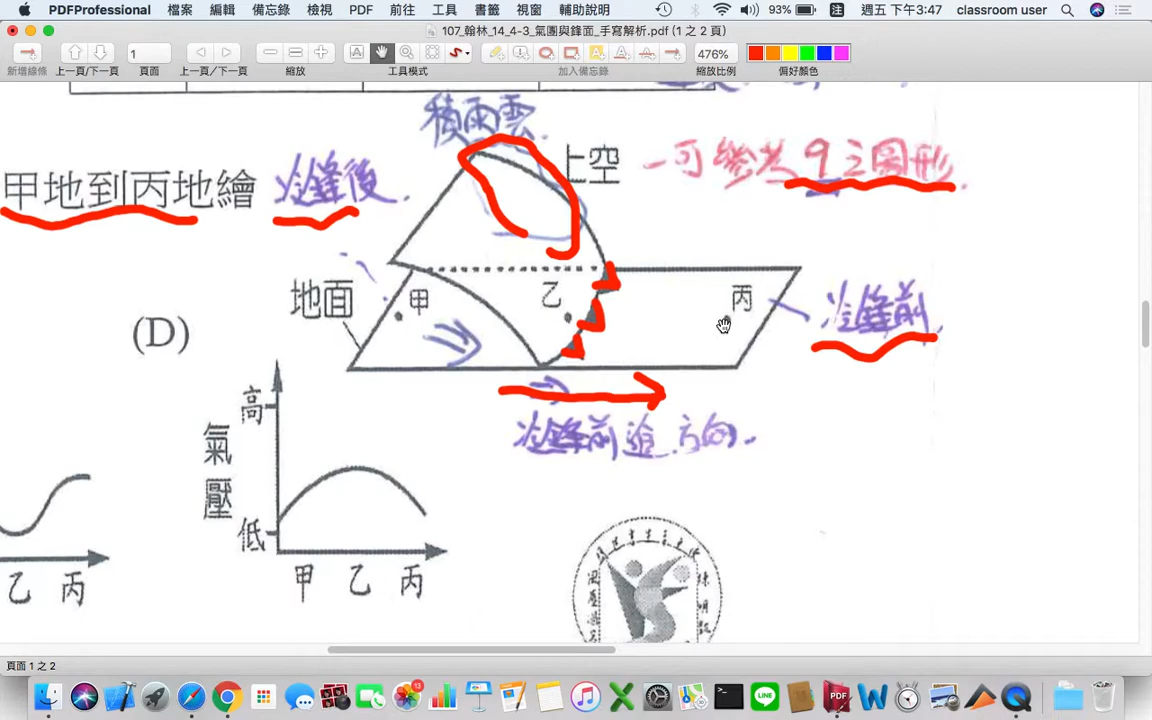 PDFProfessional 檔案 編輯 備忘錄 檢視 PDF 前往 工具 書籤 視窗 輔助說明 93% 注 週五 下午3:47 classroom user
107_翰林_14_4-3_氣團與鋒面_手寫解析.pdf (1 之 2 頁)
1 476%
新增線條 上一頁/下一頁 頁面 上一頁/下一頁 縮放 工具模式 加入備忘錄 縮放比例 偏好顏色
積雨雲
上空 一可參考9之圖形.
甲地到丙地繪 冷鋒後.
地面 甲 乙 丙 冷鋒前.
(D)
冷鋒前進方向.
高
氣壓
低
甲 乙 丙
乙 丙
頁面 1 之 2
13
PDF
LINE